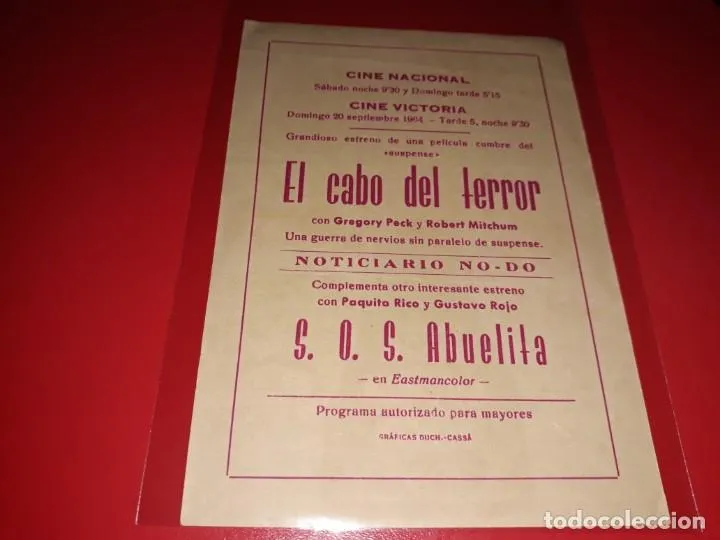 CINE NACIONAL
Sábado noche 9'30 y Domingo tarde 5'15
CINE VICTORIA
Domingo 20 septiembre 1964 — Tarde 5, noche 9'30
Grandioso estreno de una película cumbre del
«suspense»
El cabo del terror
con Gregory Peck y Robert Mitchum
Una guerra de nervios sin paralelo de suspense.
NOTICIARIO NO-DO
Complementa otro interesante estreno
con Paquita Rico y Gustavo Rojo
S. O. S. Abuelita
— en Eastmancolor —
Programa autorizado para mayores
GRÁFICAS DUCH.-CASSÁ
todocoleccion